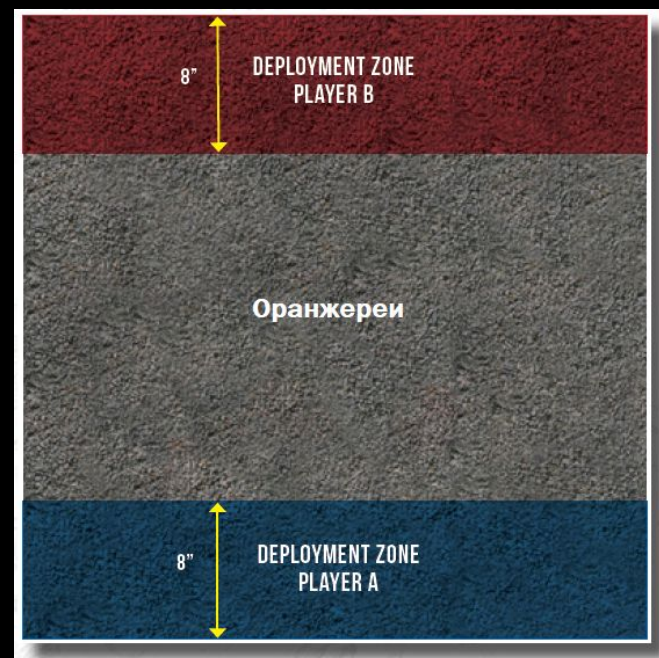 8”
DEPLOYMENT ZONE
PLAYER B
Оранжереи
8”
DEPLOYMENT ZONE
PLAYER A